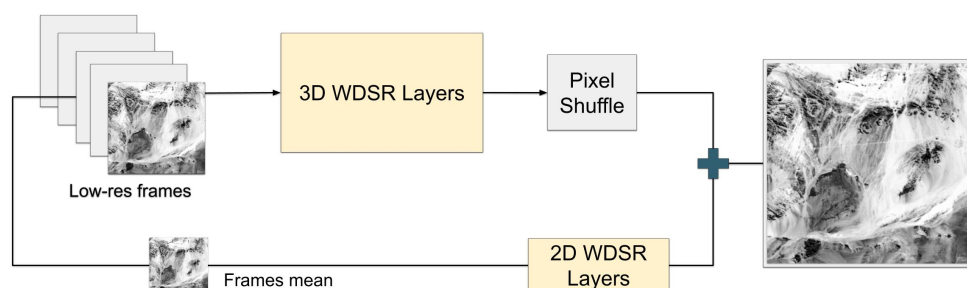 3D WDSR Layers
Pixel
Shuffle
Low-res frames
Frames mean
2D WDSR
Layers